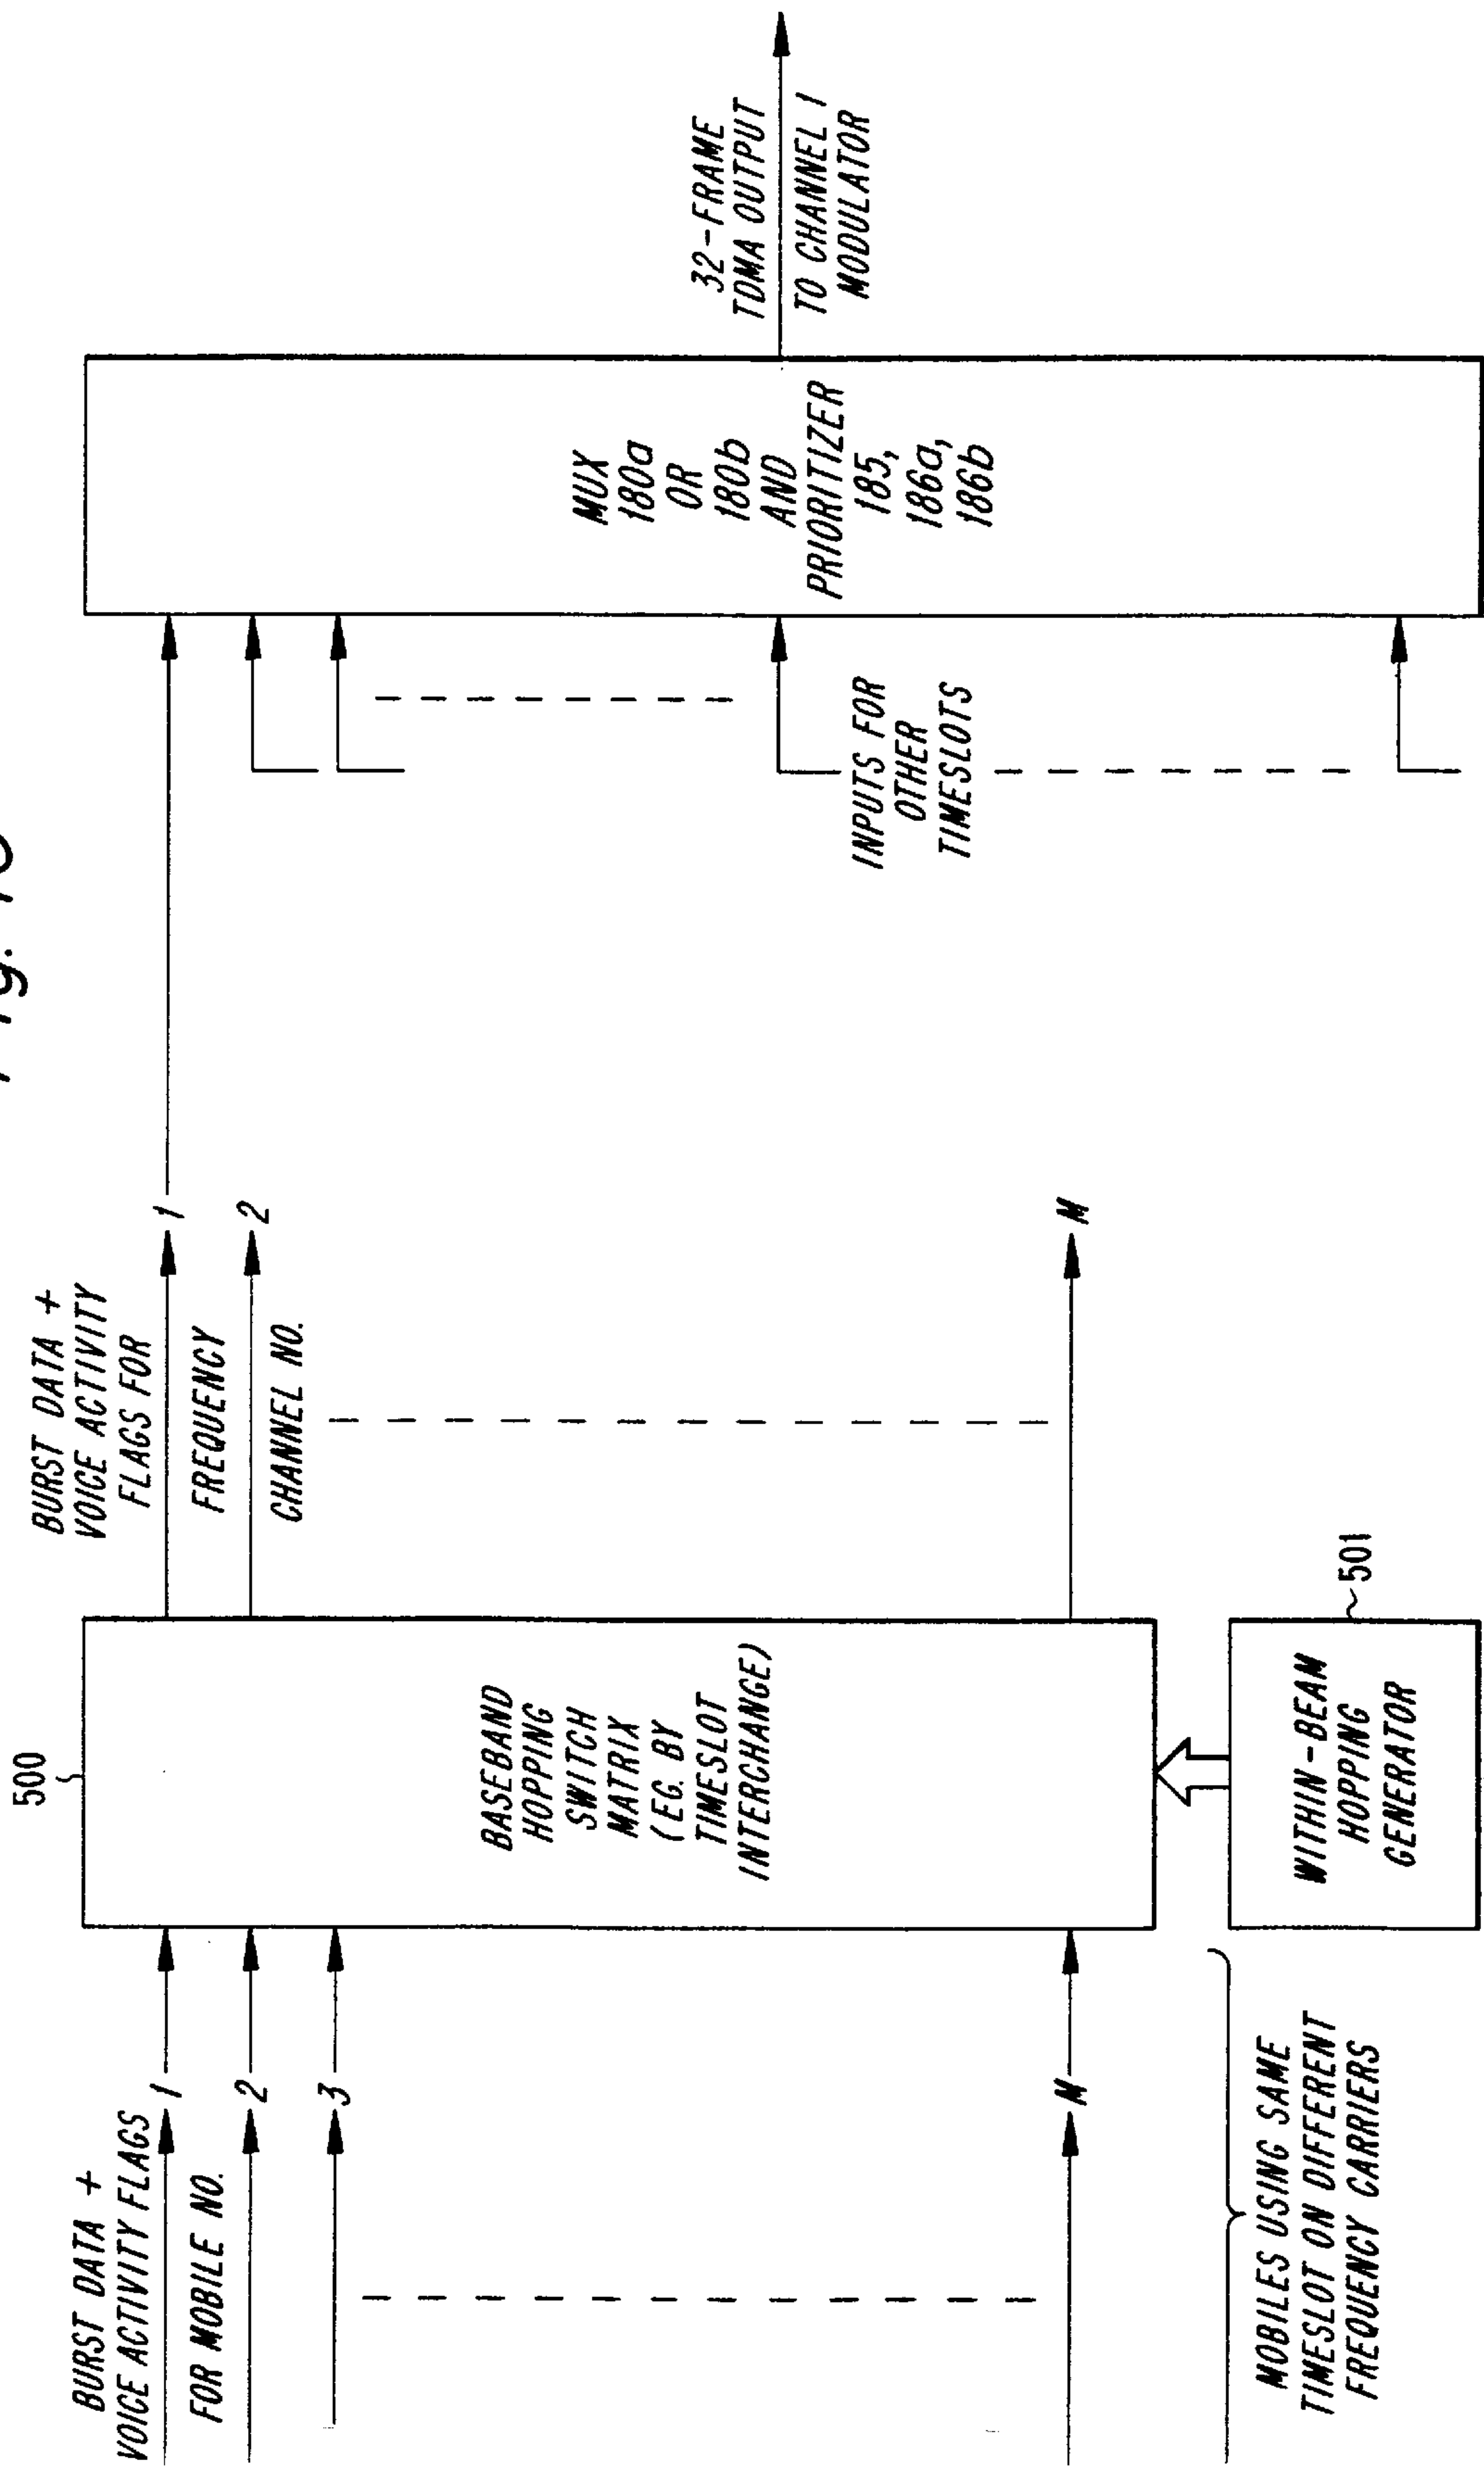 500
BURST DATA +
VOICE ACTIVITY FLAGS
1
FOR MOBILE NO.
2
3
M
MOBILES USING SAME
TIMESLOT ON DIFFERENT
FREQUENCY CARRIERS
BASEBAND
HOPPING
SWITCH
MATRIX
(EG. BY
TIMESLOT
INTERCHANGE)
WITHIN-BEAM
HOPPING
GENERATOR
501
BURST DATA +
VOICE ACTIVITY
FLAGS FOR
1
FREQUENCY
2
CHANNEL NO.
M
INPUTS FOR
OTHER
TIMESLOTS
MUX
180a
OR
180b
AND
PRIORITIZER
185,
186a,
186b
32-FRAME
TDMA OUTPUT
TO CHANNEL 1
MODULATOR